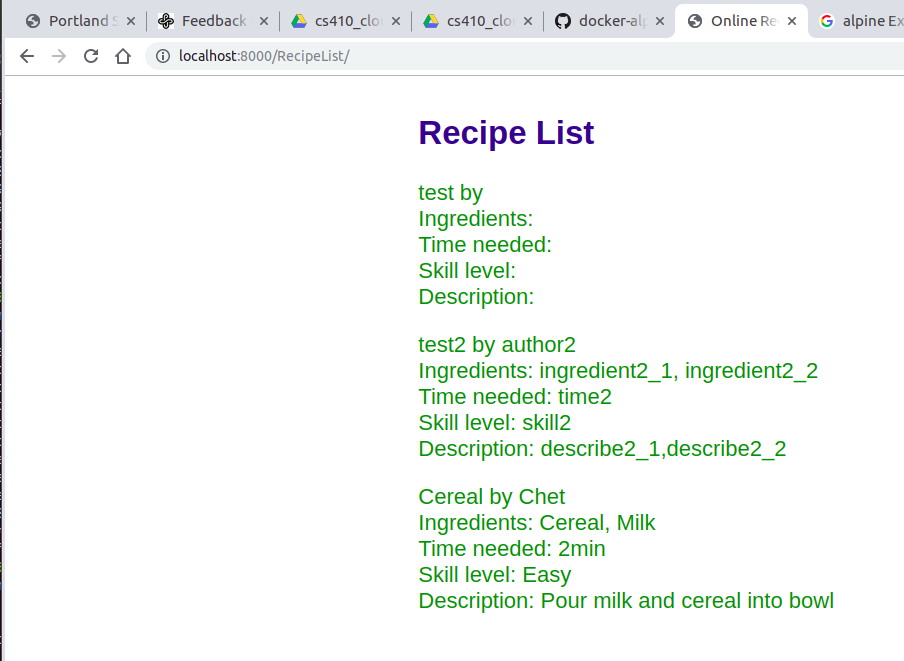 Portland S
Feedback
cs410_clo
cs410_clo
docker-alp
Online Re
alpine Ex
localhost:8000/RecipeList/
Recipe List
test by
Ingredients:
Time needed:
Skill level:
Description:
test2 by author2
Ingredients: ingredient2_1, ingredient2_2
Time needed: time2
Skill level: skill2
Description: describe2_1,describe2_2
Cereal by Chet
Ingredients: Cereal, Milk
Time needed: 2min
Skill level: Easy
Description: Pour milk and cereal into bowl